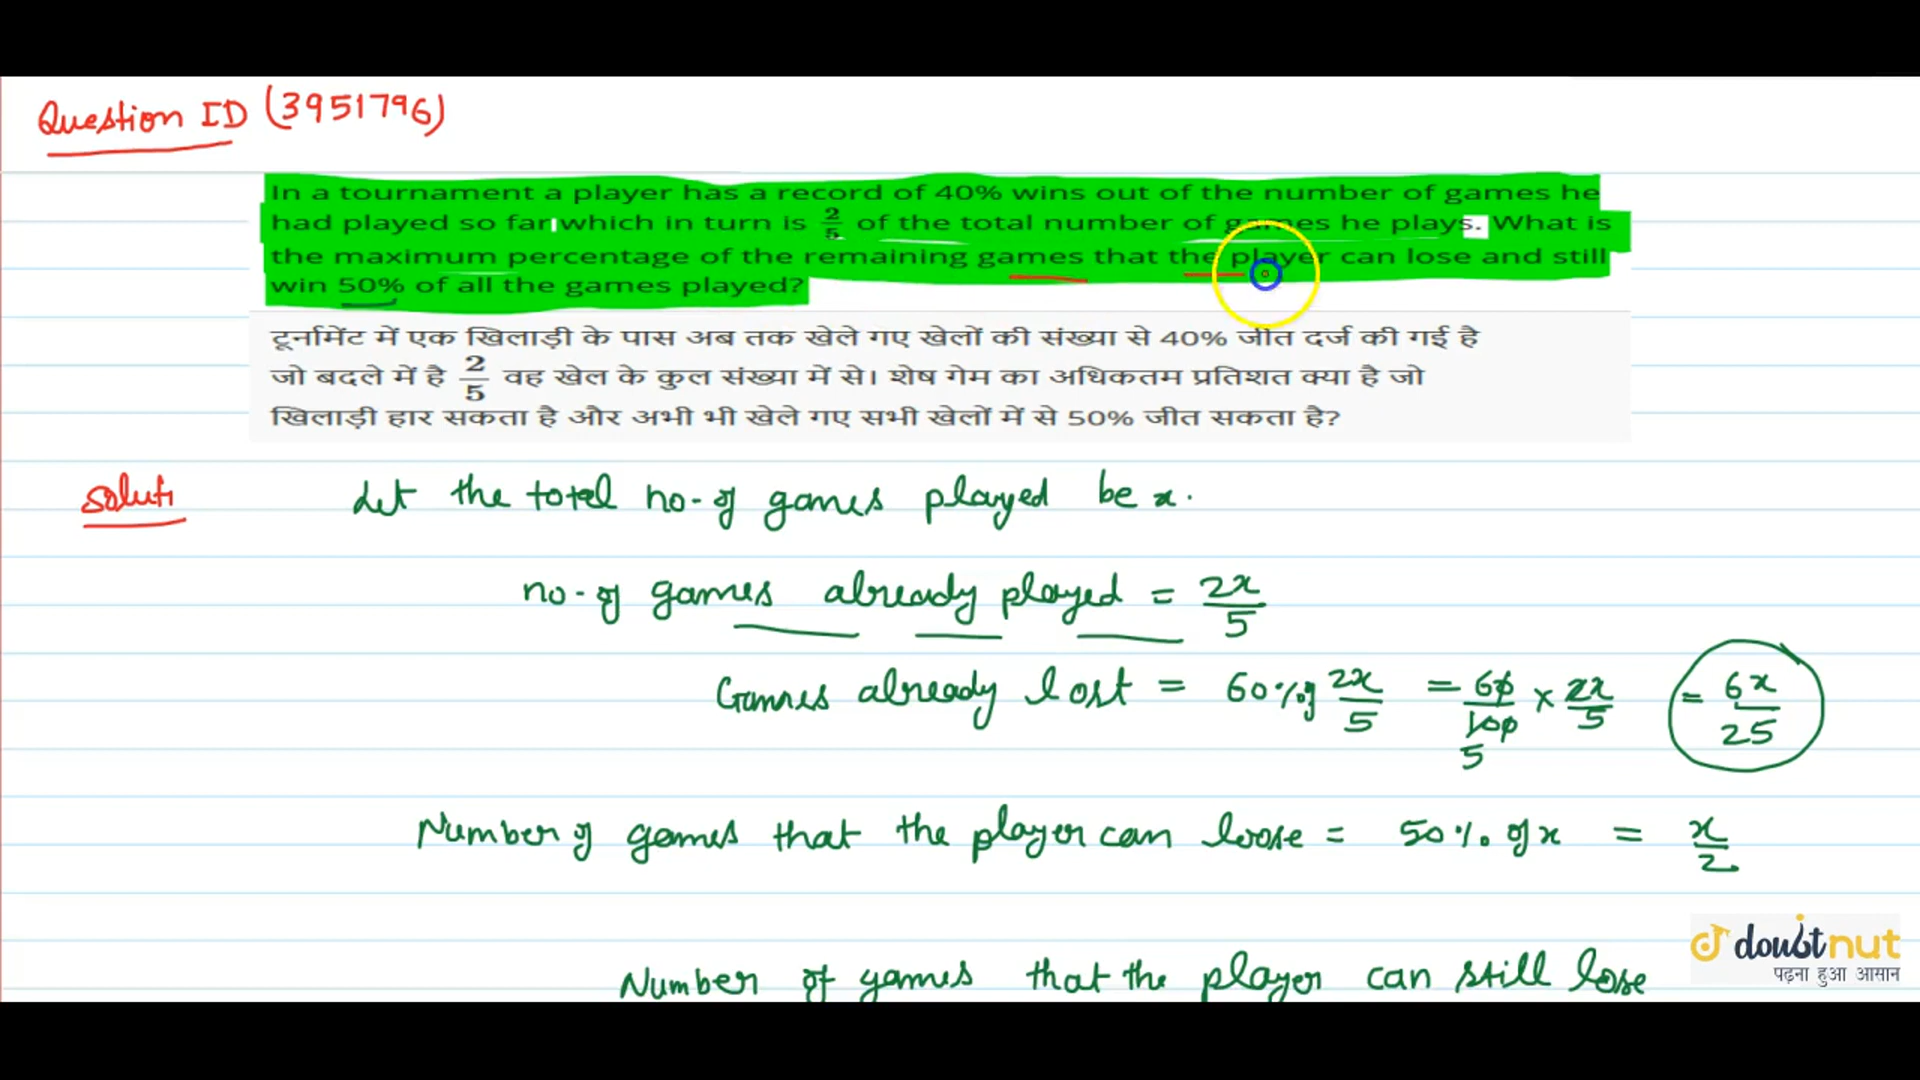 Question ID (3951796)
In a tournament a player has a record of 40% wins out of the number of games he
had played so far which in turn is 2/5 of the total number of games he plays. What is
the maximum percentage of the remaining games that the player can lose and still
win 50% of all the games played?
टूर्नामेंट में एक खिलाड़ी के पास अब तक खेले गए खेलों की संख्या से 40% जीत दर्ज की गई है
जो बदले में है 2/5 वह खेल के कुल संख्या में से। शेष गेम का अधिकतम प्रतिशत क्या है जो
खिलाड़ी हार सकता है और अभी भी खेले गए सभी खेलों में से 50% जीत सकता है?
Soluti Let the total no-of games played be x.
no-of games already played = 2x/5
Games already lost = 60% of 2x/5 = 60/100 5 × 2x/5 = 6x/25
Number of games that the player can loose = 50% of x = x/2
doubtnut
पढ़ना हुआ आसान
Number of games that the player can still lose